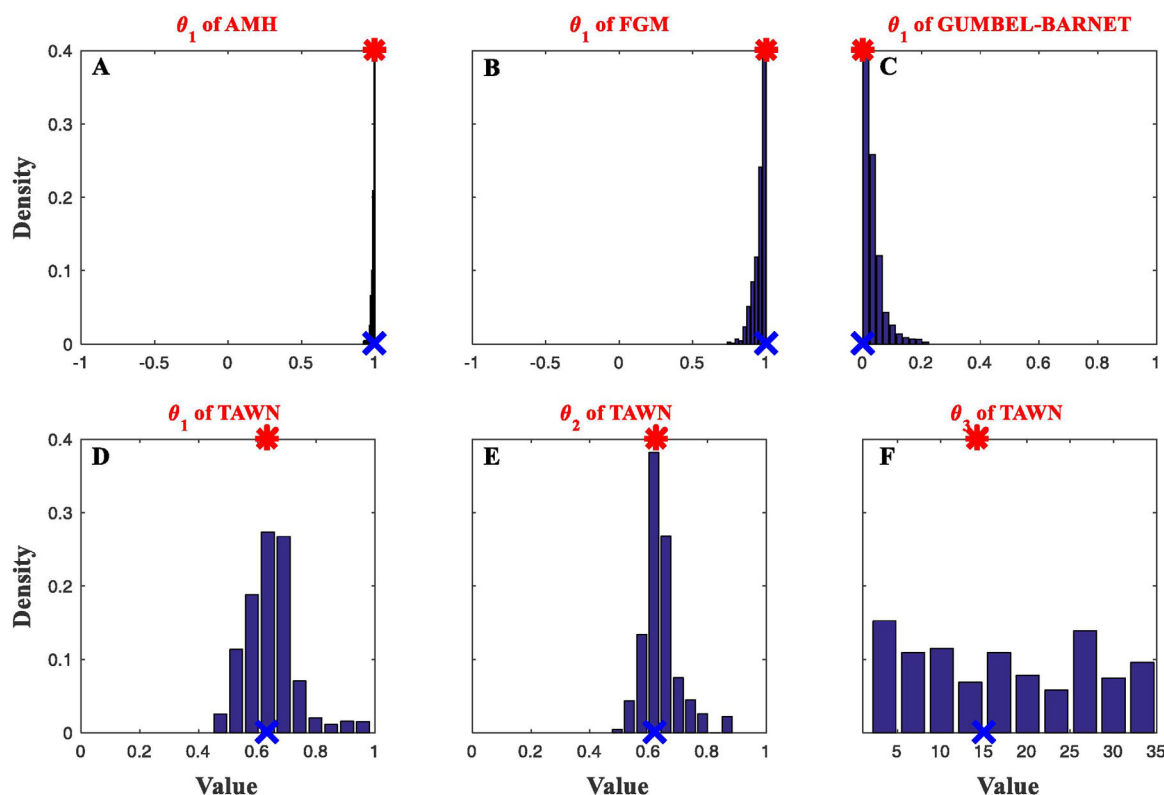 θ1 of AMH
θ1 of FGM
θ1 of GUMBEL-BARNET
A
B
C
Density
0.4
0.3
0.2
0.1
0
-1 -0.5 0 0.5 1
-1 -0.5 0 0.5 1
0 0.2 0.4 0.6 0.8 1
θ1 of TAWN
θ2 of TAWN
θ3 of TAWN
D
E
F
Density
0.4
0.3
0.2
0.1
0
0 0.2 0.4 0.6 0.8 1
0 0.2 0.4 0.6 0.8 1
5 10 15 20 25 30 35
Value
Value
Value